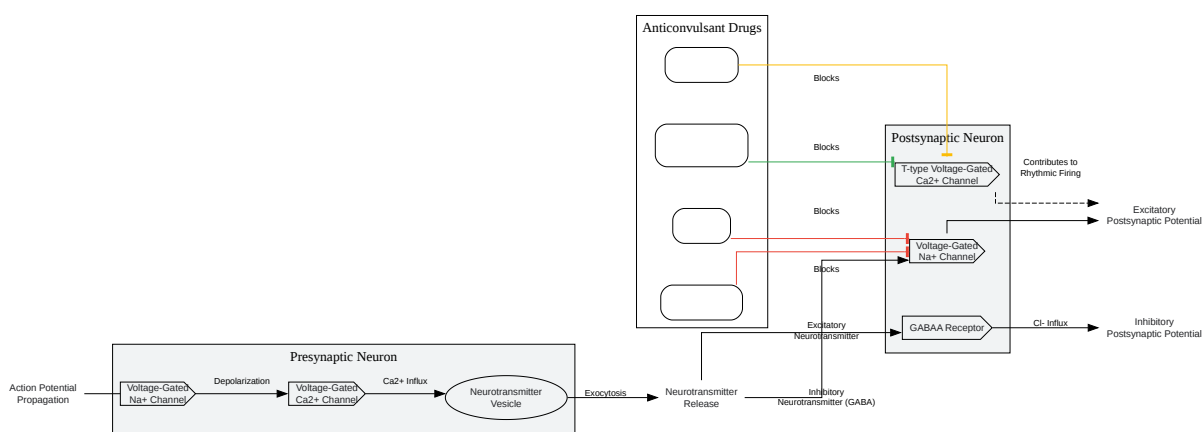 Anticonvulsant Drugs
Blocks
Blocks
Blocks
Blocks
Postsynaptic Neuron
T-type Voltage-Gated
Ca2+ Channel
Contributes to
Rhythmic Firing
Excitatory
Postsynaptic Potential
Voltage-Gated
Na+ Channel
GABAA Receptor
Cl- Influx
Inhibitory
Postsynaptic Potential
Excitatory
Neurotransmitter
Presynaptic Neuron
Action Potential
Propagation
Voltage-Gated
Na+ Channel
Depolarization
Voltage-Gated
Ca2+ Channel
Ca2+ Influx
Neurotransmitter
Vesicle
Exocytosis
Neurotransmitter
Release
Inhibitory
Neurotransmitter (GABA)